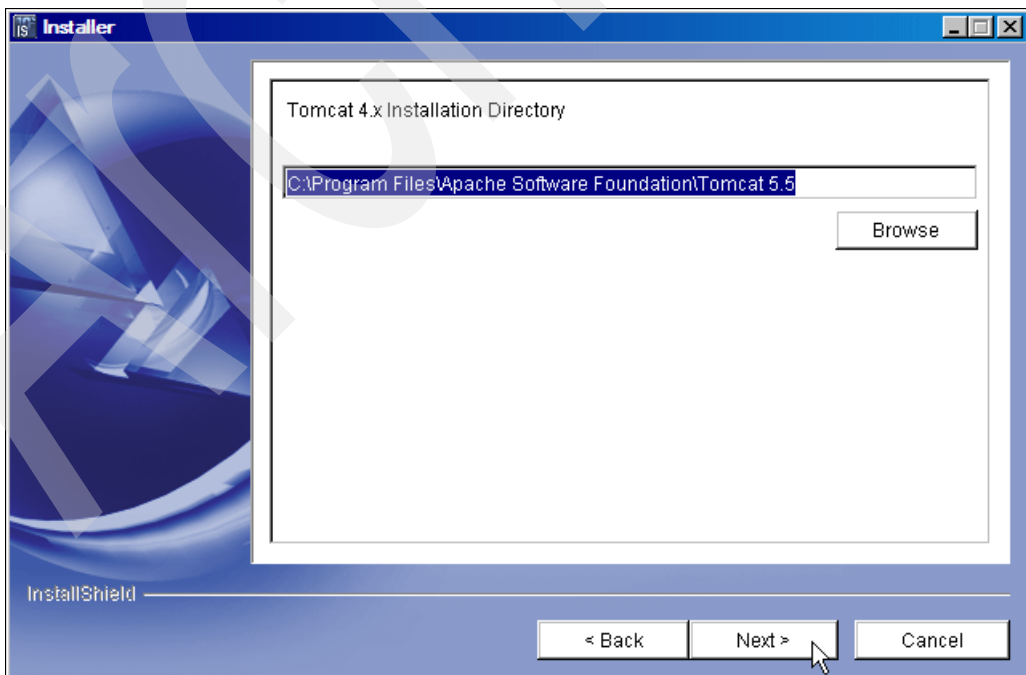 Installer
Tomcat 4.x Installation Directory
C:\Program Files\Apache Software Foundation\Tomcat 5.5
Browse
InstallShield
< Back
Next >
Cancel